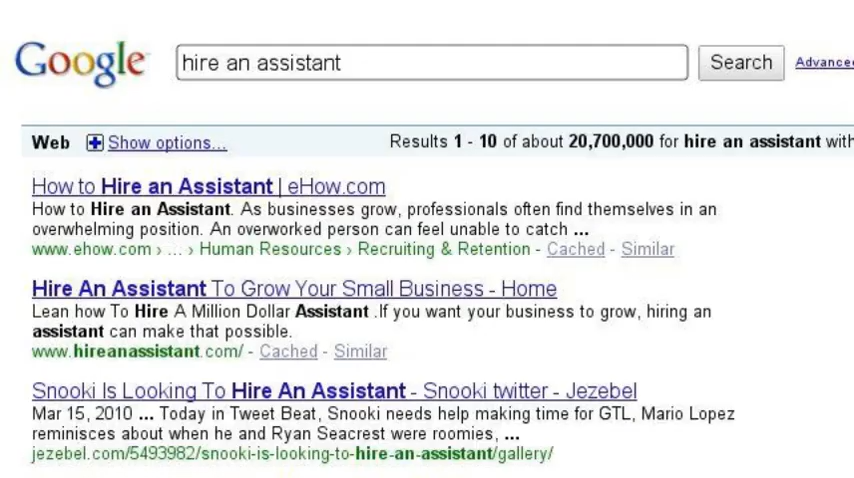 Google
hire an assistant
Search
Advanced
Web Show options... Results 1 - 10 of about 20,700,000 for hire an assistant with
How to Hire an Assistant | eHow.com
How to Hire an Assistant. As businesses grow, professionals often find themselves in an
overwhelming position. An overworked person can feel unable to catch ...
www.ehow.com › ... › Human Resources › Recruiting & Retention - Cached - Similar
Hire An Assistant To Grow Your Small Business - Home
Lean how To Hire A Million Dollar Assistant .If you want your business to grow, hiring an
assistant can make that possible.
www.hireanassistant.com/ - Cached - Similar
Snooki Is Looking To Hire An Assistant - Snooki twitter - Jezebel
Mar 15, 2010 ... Today in Tweet Beat, Snooki needs help making time for GTL, Mario Lopez
reminisces about when he and Ryan Seacrest were roomies, ...
jezebel.com/5493982/snooki-is-looking-to-hire-an-assistant/gallery/